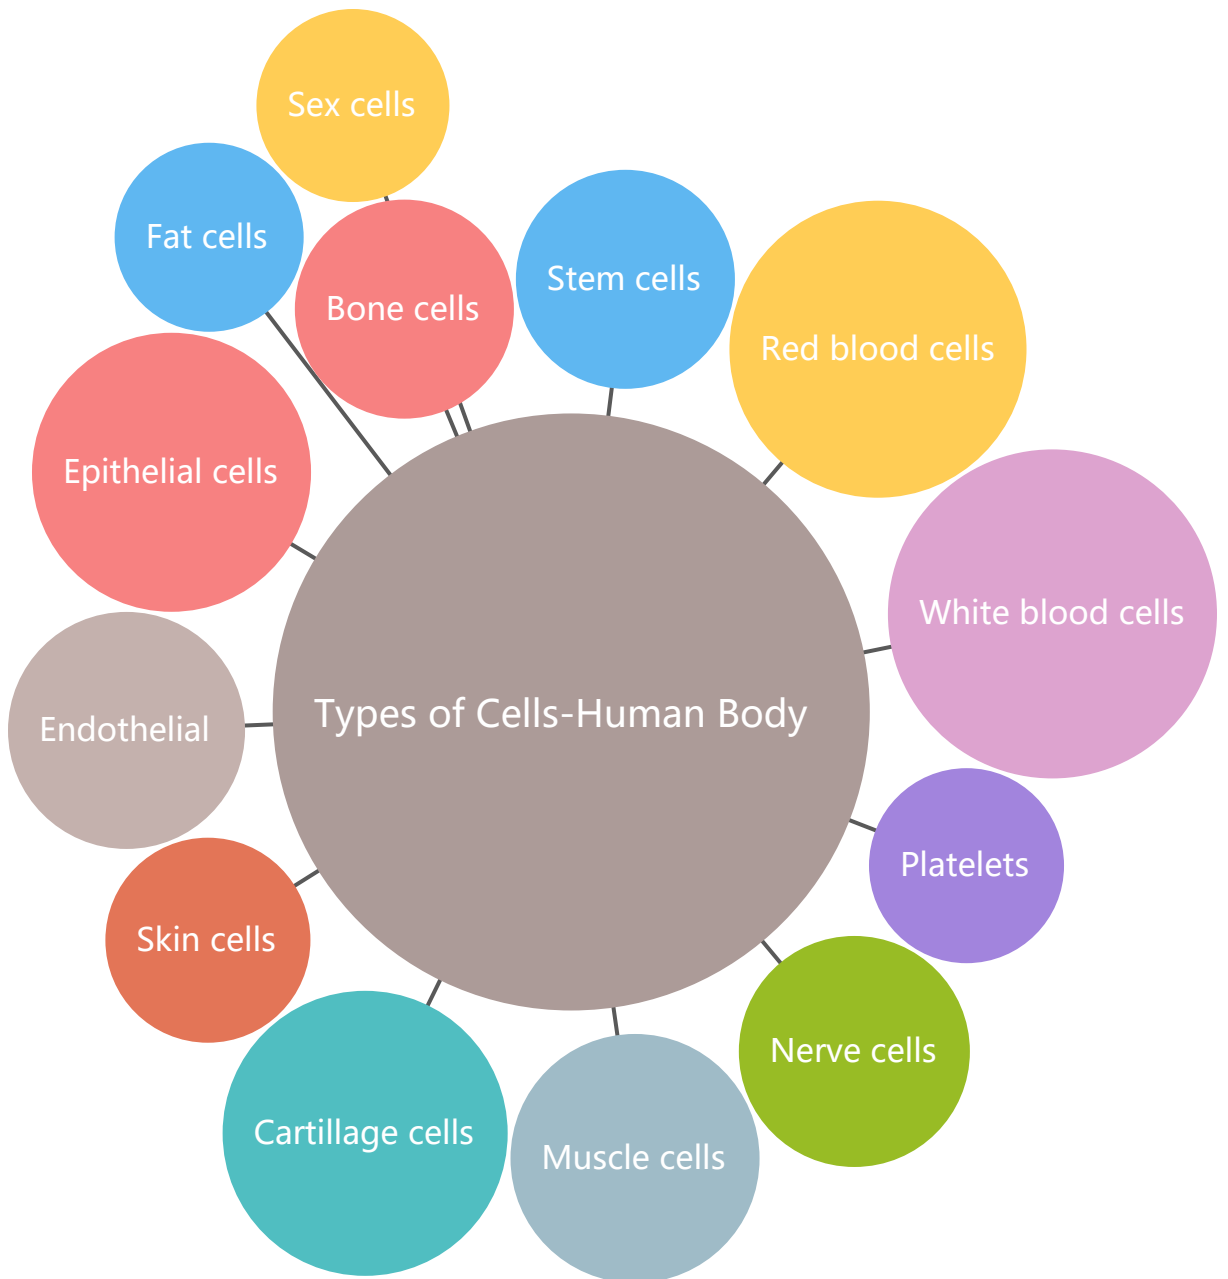 Sex cells
Fat cells
Stem cells
Bone cells
Red blood cells
Epithelial cells
White blood cells
Types of Cells-Human Body
Endothelial
Platelets
Skin cells
Nerve cells
Cartillage cells
Muscle cells